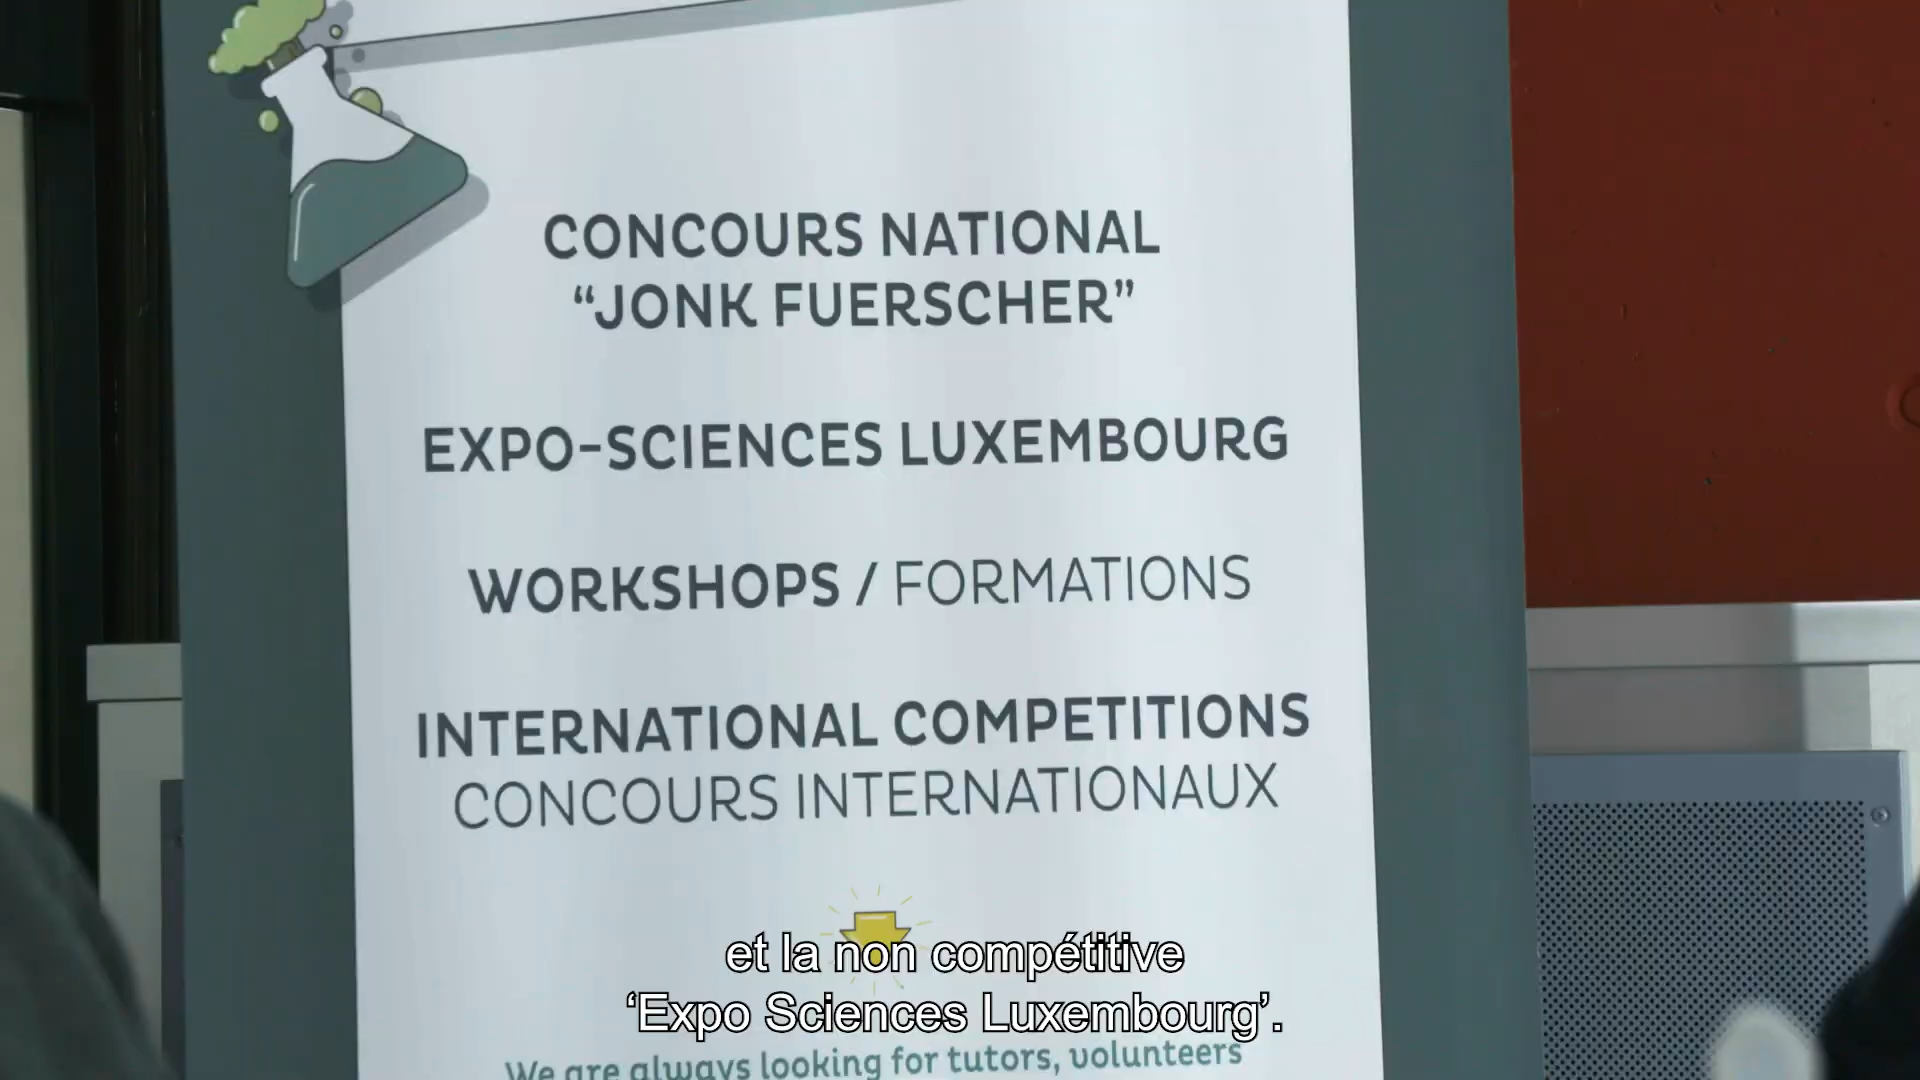 CONCOURS NATIONAL
“JONK FUERSCHER”
EXPO-SCIENCES LUXEMBOURG
WORKSHOPS / FORMATIONS
INTERNATIONAL COMPETITIONS
CONCOURS INTERNATIONAUX
et la non compétitive
‘Expo Sciences Luxembourg’.
We are always looking for tutors, volunteers